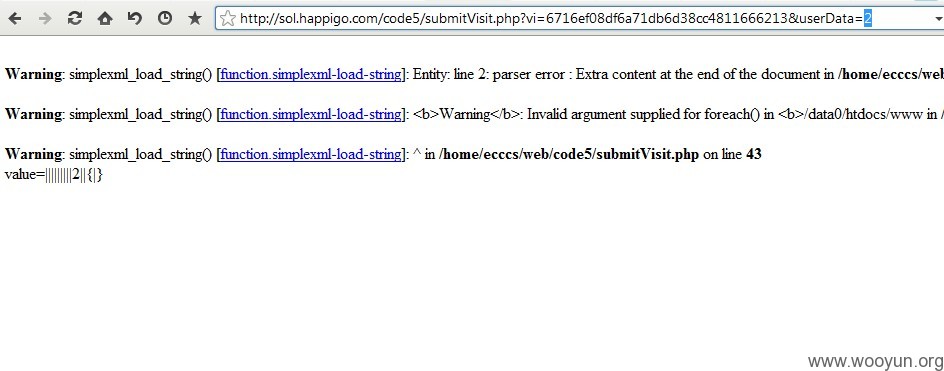 http://sol.happigo.com/code5/submitVisit.php?vi=6716ef08df6a71db6d38cc4811666213&userData=2
Warning: simplexml_load_string() [function.simplexml-load-string]: Entity: line 2: parser error : Extra content at the end of the document in /home/ecccs/web
Warning: simplexml_load_string() [function.simplexml-load-string]: <b>Warning</b>: Invalid argument supplied for foreach() in <b>/data0/htdocs/www in /
Warning: simplexml_load_string() [function.simplexml-load-string]: ^ in /home/ecccs/web/code5/submitVisit.php on line 43
value=|||||||||2||{|}
www.wooyun.org